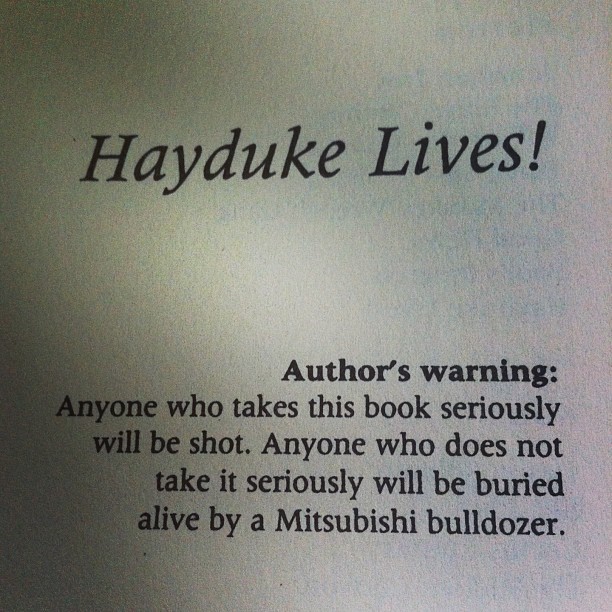 Hayduke Lives!
Author's warning:
Anyone who takes this book seriously
will be shot. Anyone who does not
take it seriously will be buried
alive by a Mitsubishi bulldozer.